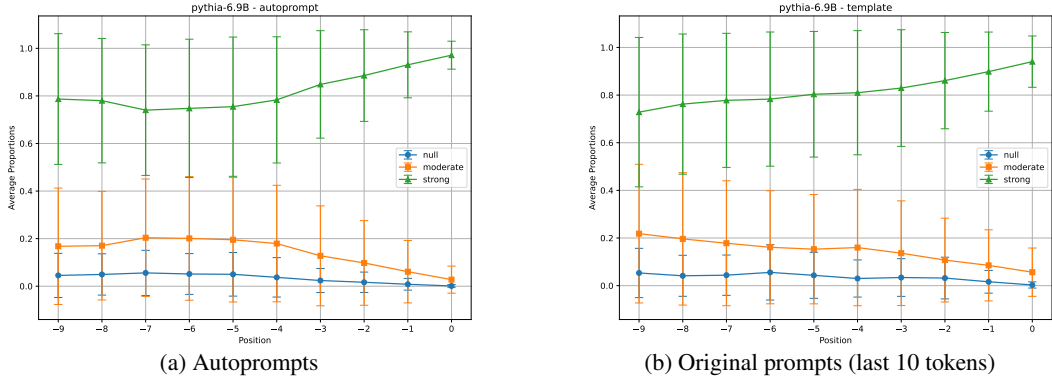 pythia-6.9B - autoprompt
1.0
0.8
0.6
0.4
0.2
0.0
Average Proportions
null
moderate
strong
−9 −8 −7 −6 −5 −4 −3 −2 −1 0
Position
(a) Autoprompts
pythia-6.9B - template
1.0
0.8
0.6
0.4
0.2
0.0
Average Proportions
null
moderate
strong
−9 −8 −7 −6 −5 −4 −3 −2 −1 0
Position
(b) Original prompts (last 10 tokens)